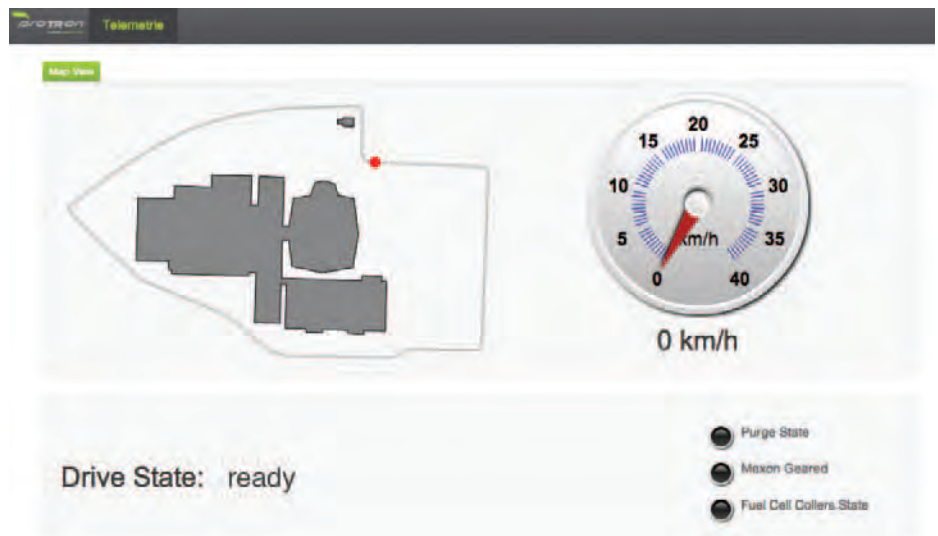 proTRon Telemetrie
Map View
20
15 25
10 30
5 km/h 35
0 40
0 km/h
Purge State
Drive State: ready
Maxon Geared
Fuel Cell Collers State